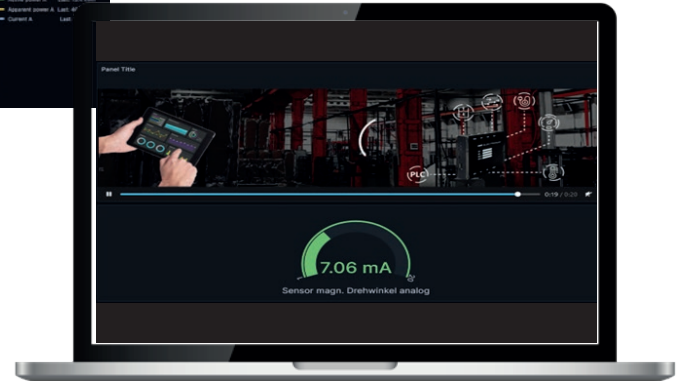 Apparent power A Last: 4
Current A Last:
Panel Title
PLC
0:19 / 0:20
7.06 mA
Sensor magn. Drehwinkel analog